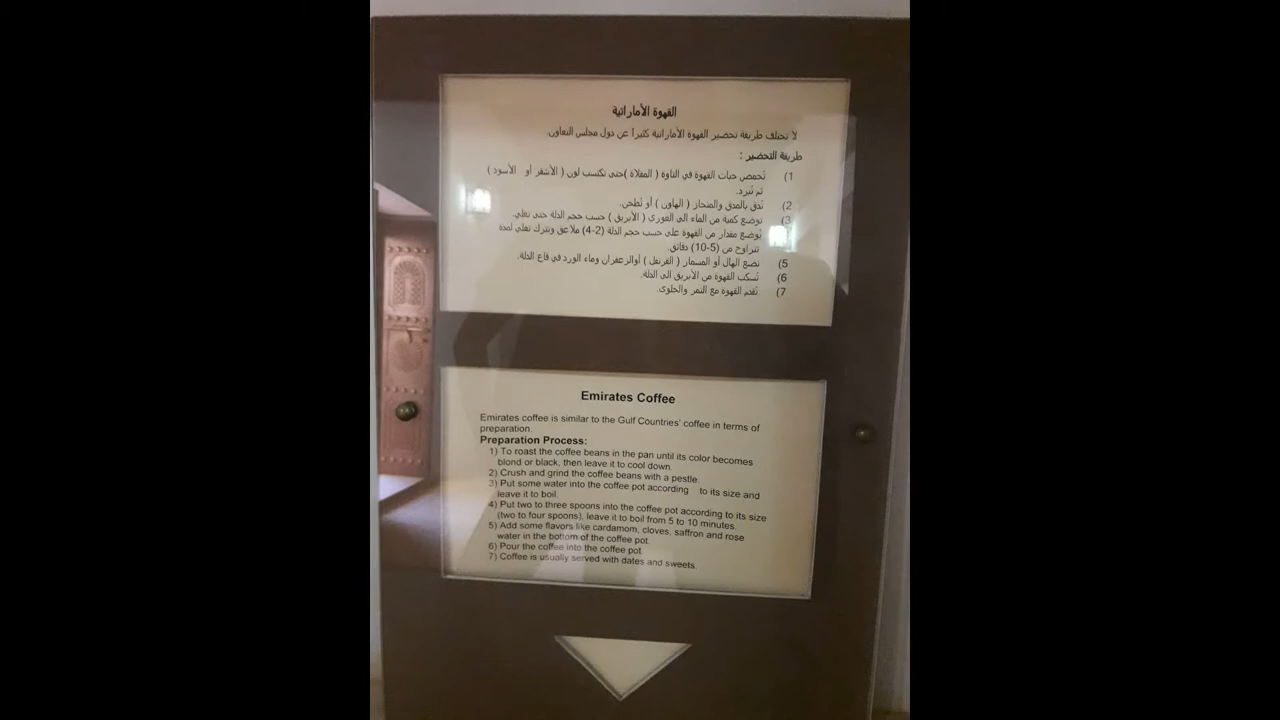 القهوة الأماراتية
لا تختلف طريقة تحضير القهوة الأماراتية كثيرا عن دول مجلس التعاون.
طريقة التحضير :
1) تُحمص حبات القهوة في التاوة ( المقلاة )حتى تكتسب لون ( الأشقر أو الأسود )
ثم تُبرد.
2) تُدق بالمدق والمنحاز ( الهاون ) أو تُطحن.
3) توضع كمية من الماء الى الغوري ( الأبريق ) حسب حجم الدلة حتى تغلي.
تُوضع مقدار من القهوة على حسب حجم الدلة (2-4) ملاعق وتترك تغلي لمدة
تتراوح من (5-10) دقائق.
5) تضع الهال أو المسمار ( القرنفل ) أوالزعفران وماء الورد في قاع الدلة.
6) تُسكب القهوة من الأبريق الى الدلة.
7) تُقدم القهوة مع التمر والحلوى.
Emirates Coffee
Emirates coffee is similar to the Gulf Countries' coffee in terms of
preparation.
Preparation Process:
1) To roast the coffee beans in the pan until its color becomes
blond or black, then leave it to cool down.
2) Crush and grind the coffee beans with a pestle.
3) Put some water into the coffee pot according to its size and
leave it to boil.
4) Put two to three spoons into the coffee pot according to its size
(two to four spoons), leave it to boil from 5 to 10 minutes.
5) Add some flavors like cardamom, cloves, saffron and rose
water in the bottom of the coffee pot.
6) Pour the coffee into the coffee pot.
7) Coffee is usually served with dates and sweets.